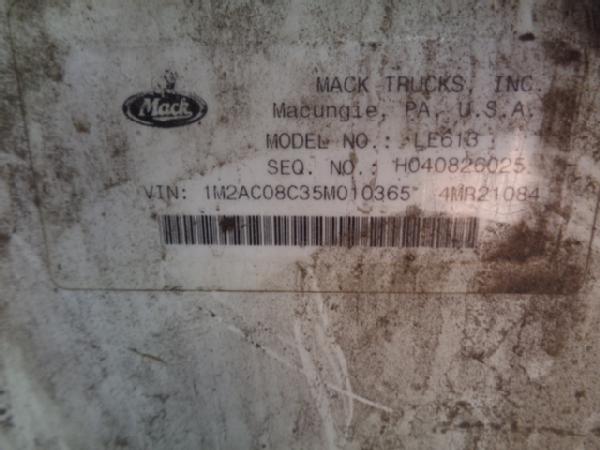 Mack
MACK TRUCKS, INC.
Macungie, PA, U.S.A.
MODEL NO.: LE613
SEQ. NO.: H040826025
VIN: 1M2AC08C35M010365 4MR21084